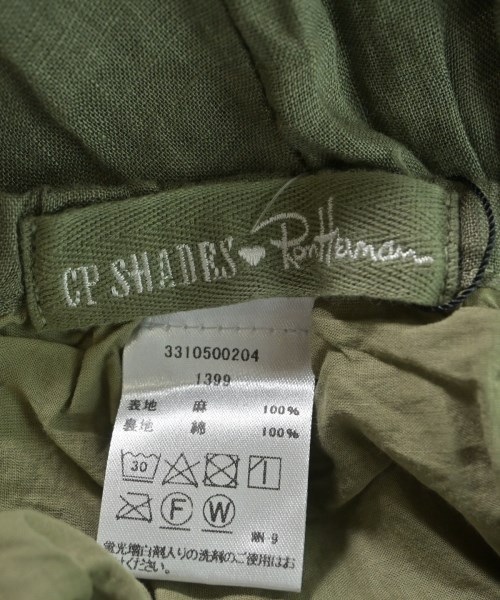 CP SHADES Ron Herman
3310500204
1399
表地 麻 100%
裏地 綿 100%
30
F W
NN-9
蛍光増白剤入りの洗剤のご使用はお
ください。